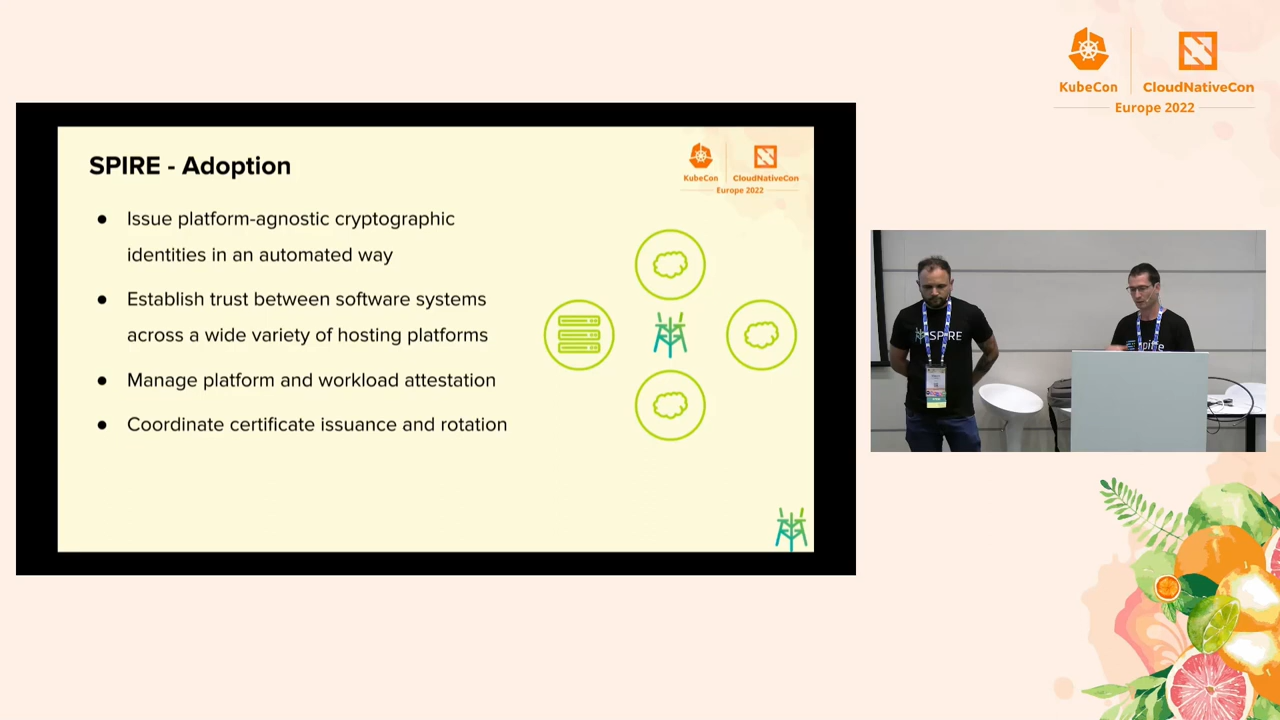 KubeCon
CloudNativeCon
Europe 2022
SPIRE - Adoption
KubeCon
CloudNativeCon
Europe 2022
● Issue platform-agnostic cryptographic
identities in an automated way
● Establish trust between software systems
across a wide variety of hosting platforms
● Manage platform and workload attestation
● Coordinate certificate issuance and rotation
SPIRE
spiffe